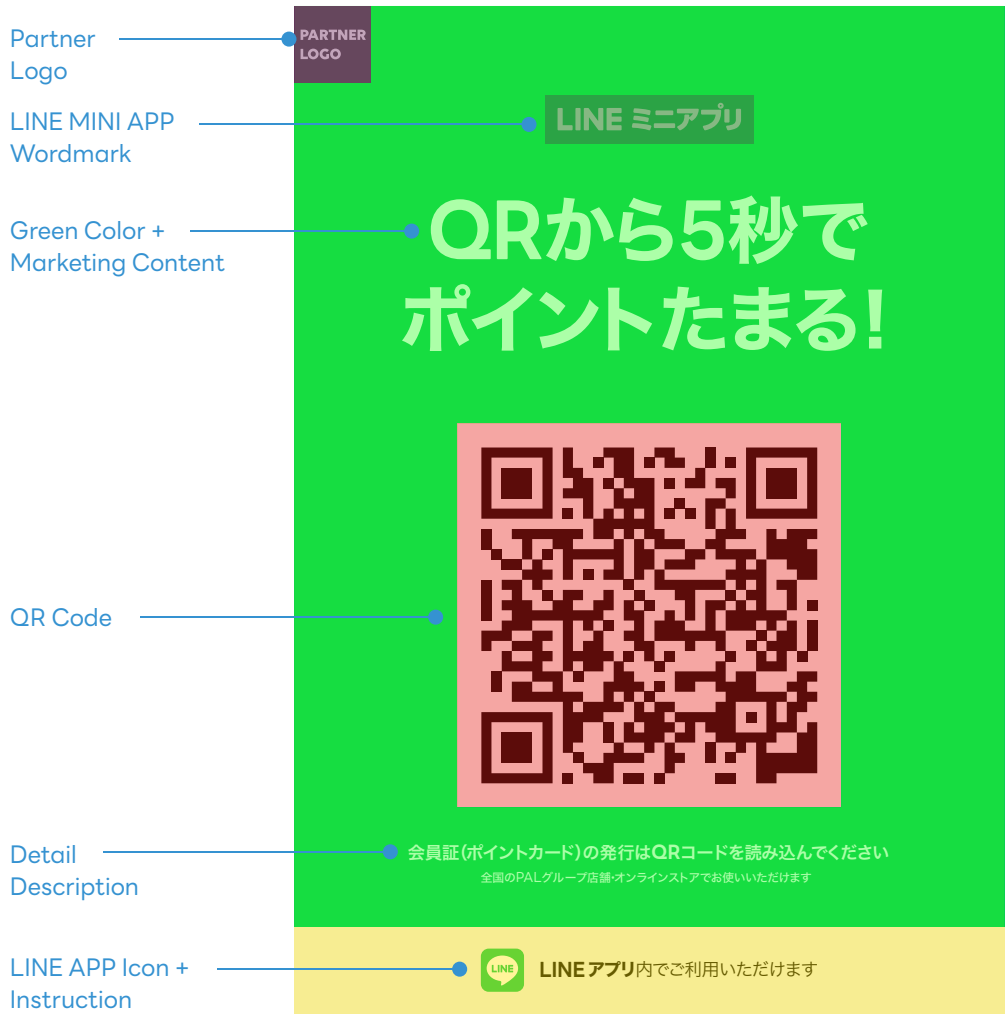 Partner
Logo
PARTNER
LOGO
LINE MINI APP
Wordmark
LINE ミニアプリ
Green Color +
Marketing Content
QRから5秒で
ポイントたまる!
QR Code
Detail
Description
会員証(ポイントカード)の発行はQRコードを読み込んでください
全国のPALグループ店舗・オンラインストアでお使いいただけます
LINE APP Icon +
Instruction
LINE
LINEアプリ内でご利用いただけます